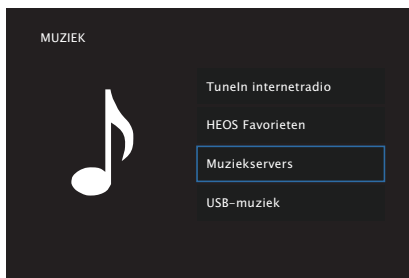 MUZIEK
TuneIn internetradio
HEOS Favorieten
Muziekservers
USB-muziek